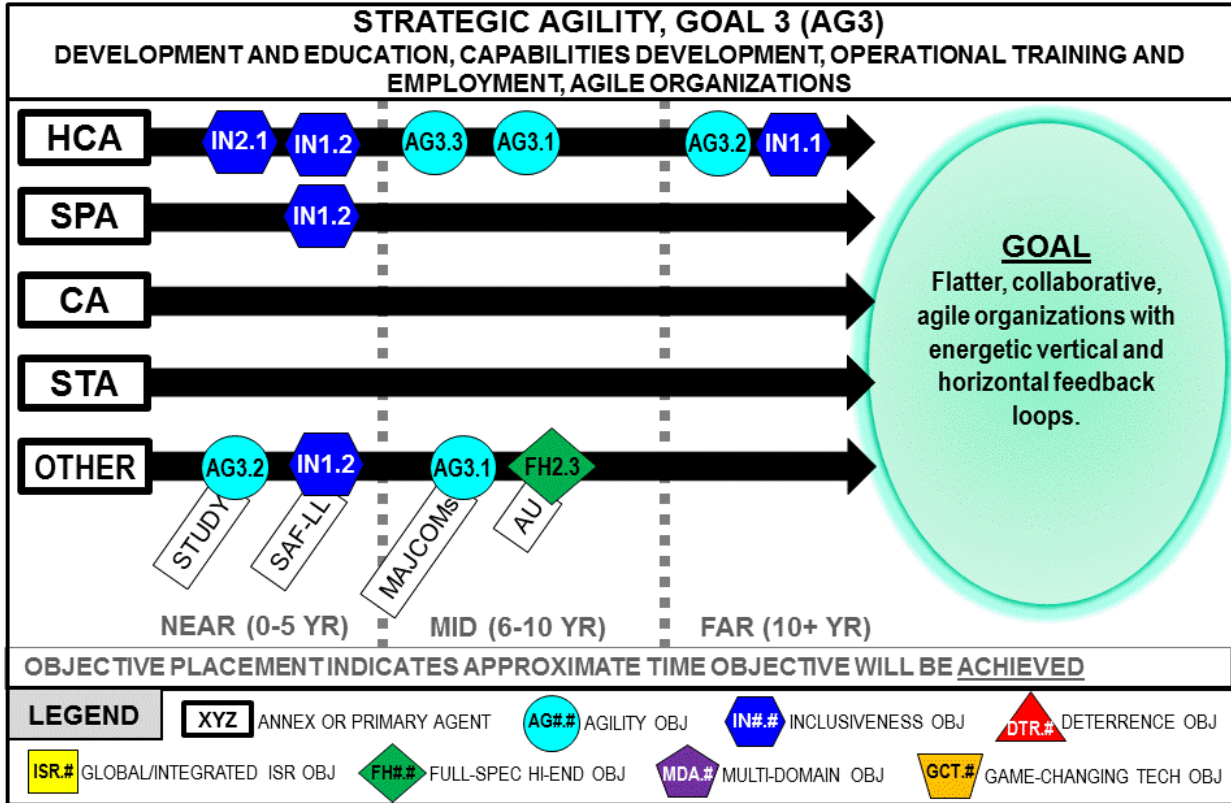 STRATEGIC AGILITY, GOAL 3 (AG3)
DEVELOPMENT AND EDUCATION, CAPABILITIES DEVELOPMENT, OPERATIONAL TRAINING AND
EMPLOYMENT, AGILE ORGANIZATIONS
HCA IN2.1 IN1.2 AG3.3 AG3.1 AG3.2 IN1.1
SPA IN1.2
CA
STA
OTHER AG3.2 IN1.2 AG3.1 FH2.3
STUDY SAF-LL MAJCOMs AU
GOAL
Flatter, collaborative,
agile organizations with
energetic vertical and
horizontal feedback
loops.
NEAR (0-5 YR) MID (6-10 YR) FAR (10+ YR)
OBJECTIVE PLACEMENT INDICATES APPROXIMATE TIME OBJECTIVE WILL BE ACHIEVED
LEGEND XYZ ANNEX OR PRIMARY AGENT AG#.# AGILITY OBJ IN#.# INCLUSIVENESS OBJ DTR.# DETERRENCE OBJ
ISR.# GLOBAL/INTEGRATED ISR OBJ FH#.# FULL-SPEC HI-END OBJ MDA.# MULTI-DOMAIN OBJ GCT.# GAME-CHANGING TECH OBJ